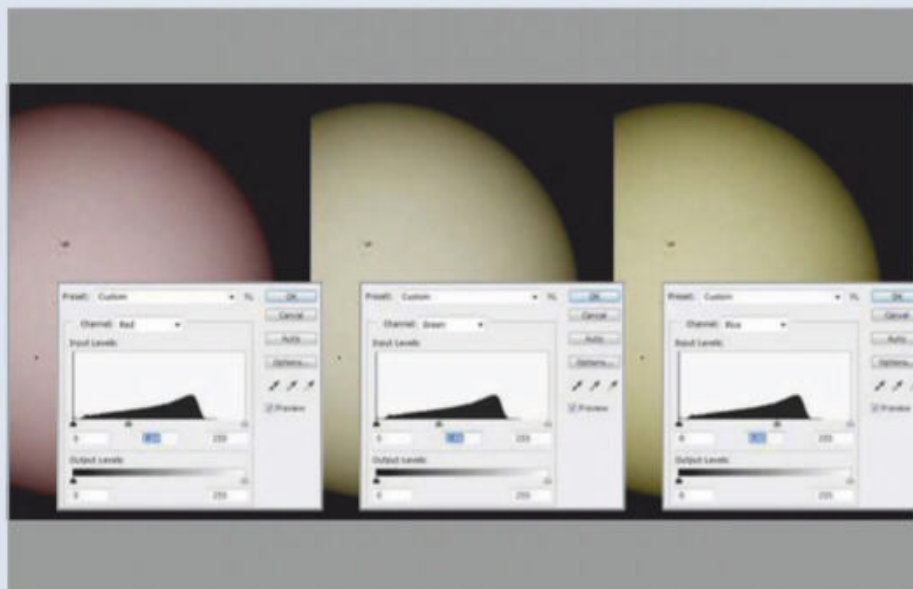 Preset: Custom
OK
Cancel
Channel: Red
Auto
Input Levels:
Options...
Preview
0 255
Output Levels:
0 255
Preset: Custom
OK
Cancel
Channel: Green
Auto
Input Levels:
Options...
Preview
0 255
Output Levels:
0 255
Preset: Custom
OK
Cancel
Channel: Blue
Auto
Input Levels:
Options...
Preview
0 255
Output Levels:
0 255